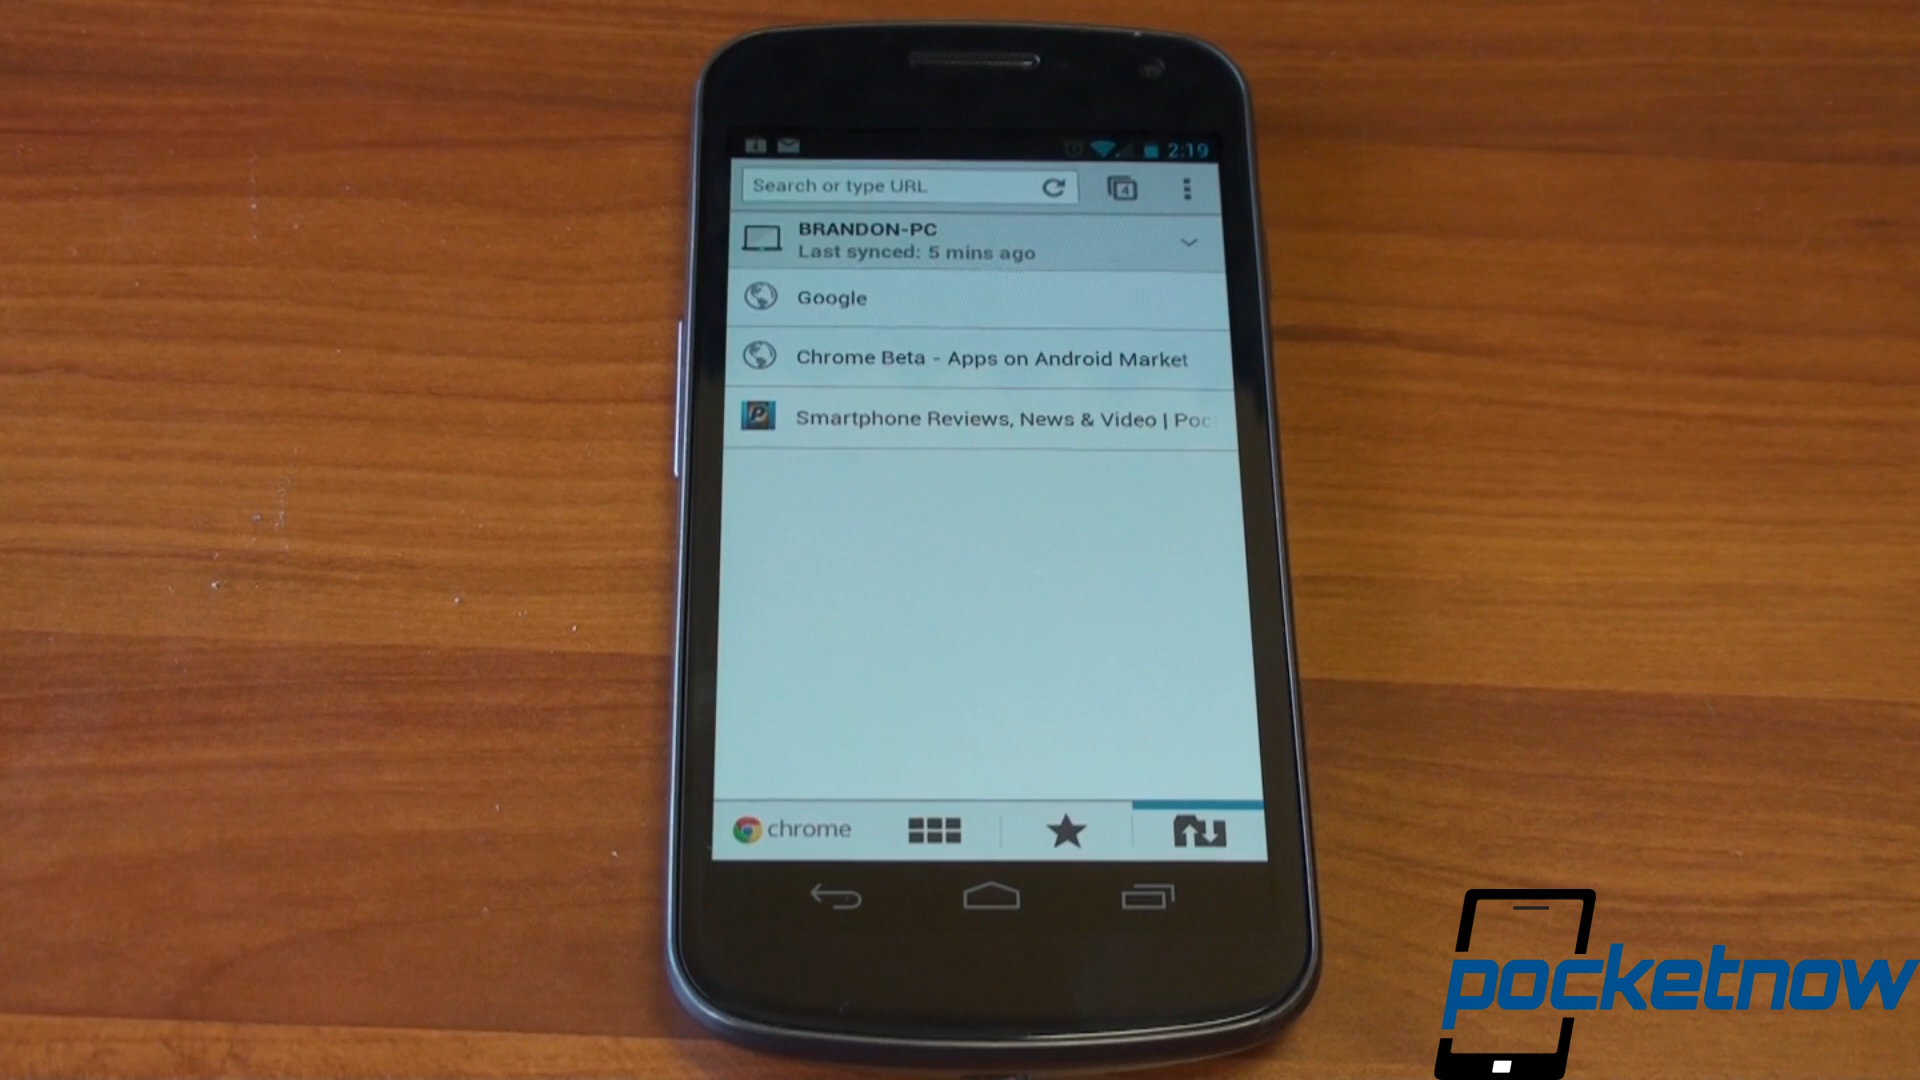 2:19
Search or type URL
4
BRANDON-PC
Last synced: 5 mins ago
Google
Chrome Beta - Apps on Android Market
Smartphone Reviews, News & Video | Poc
chrome
pocketnow